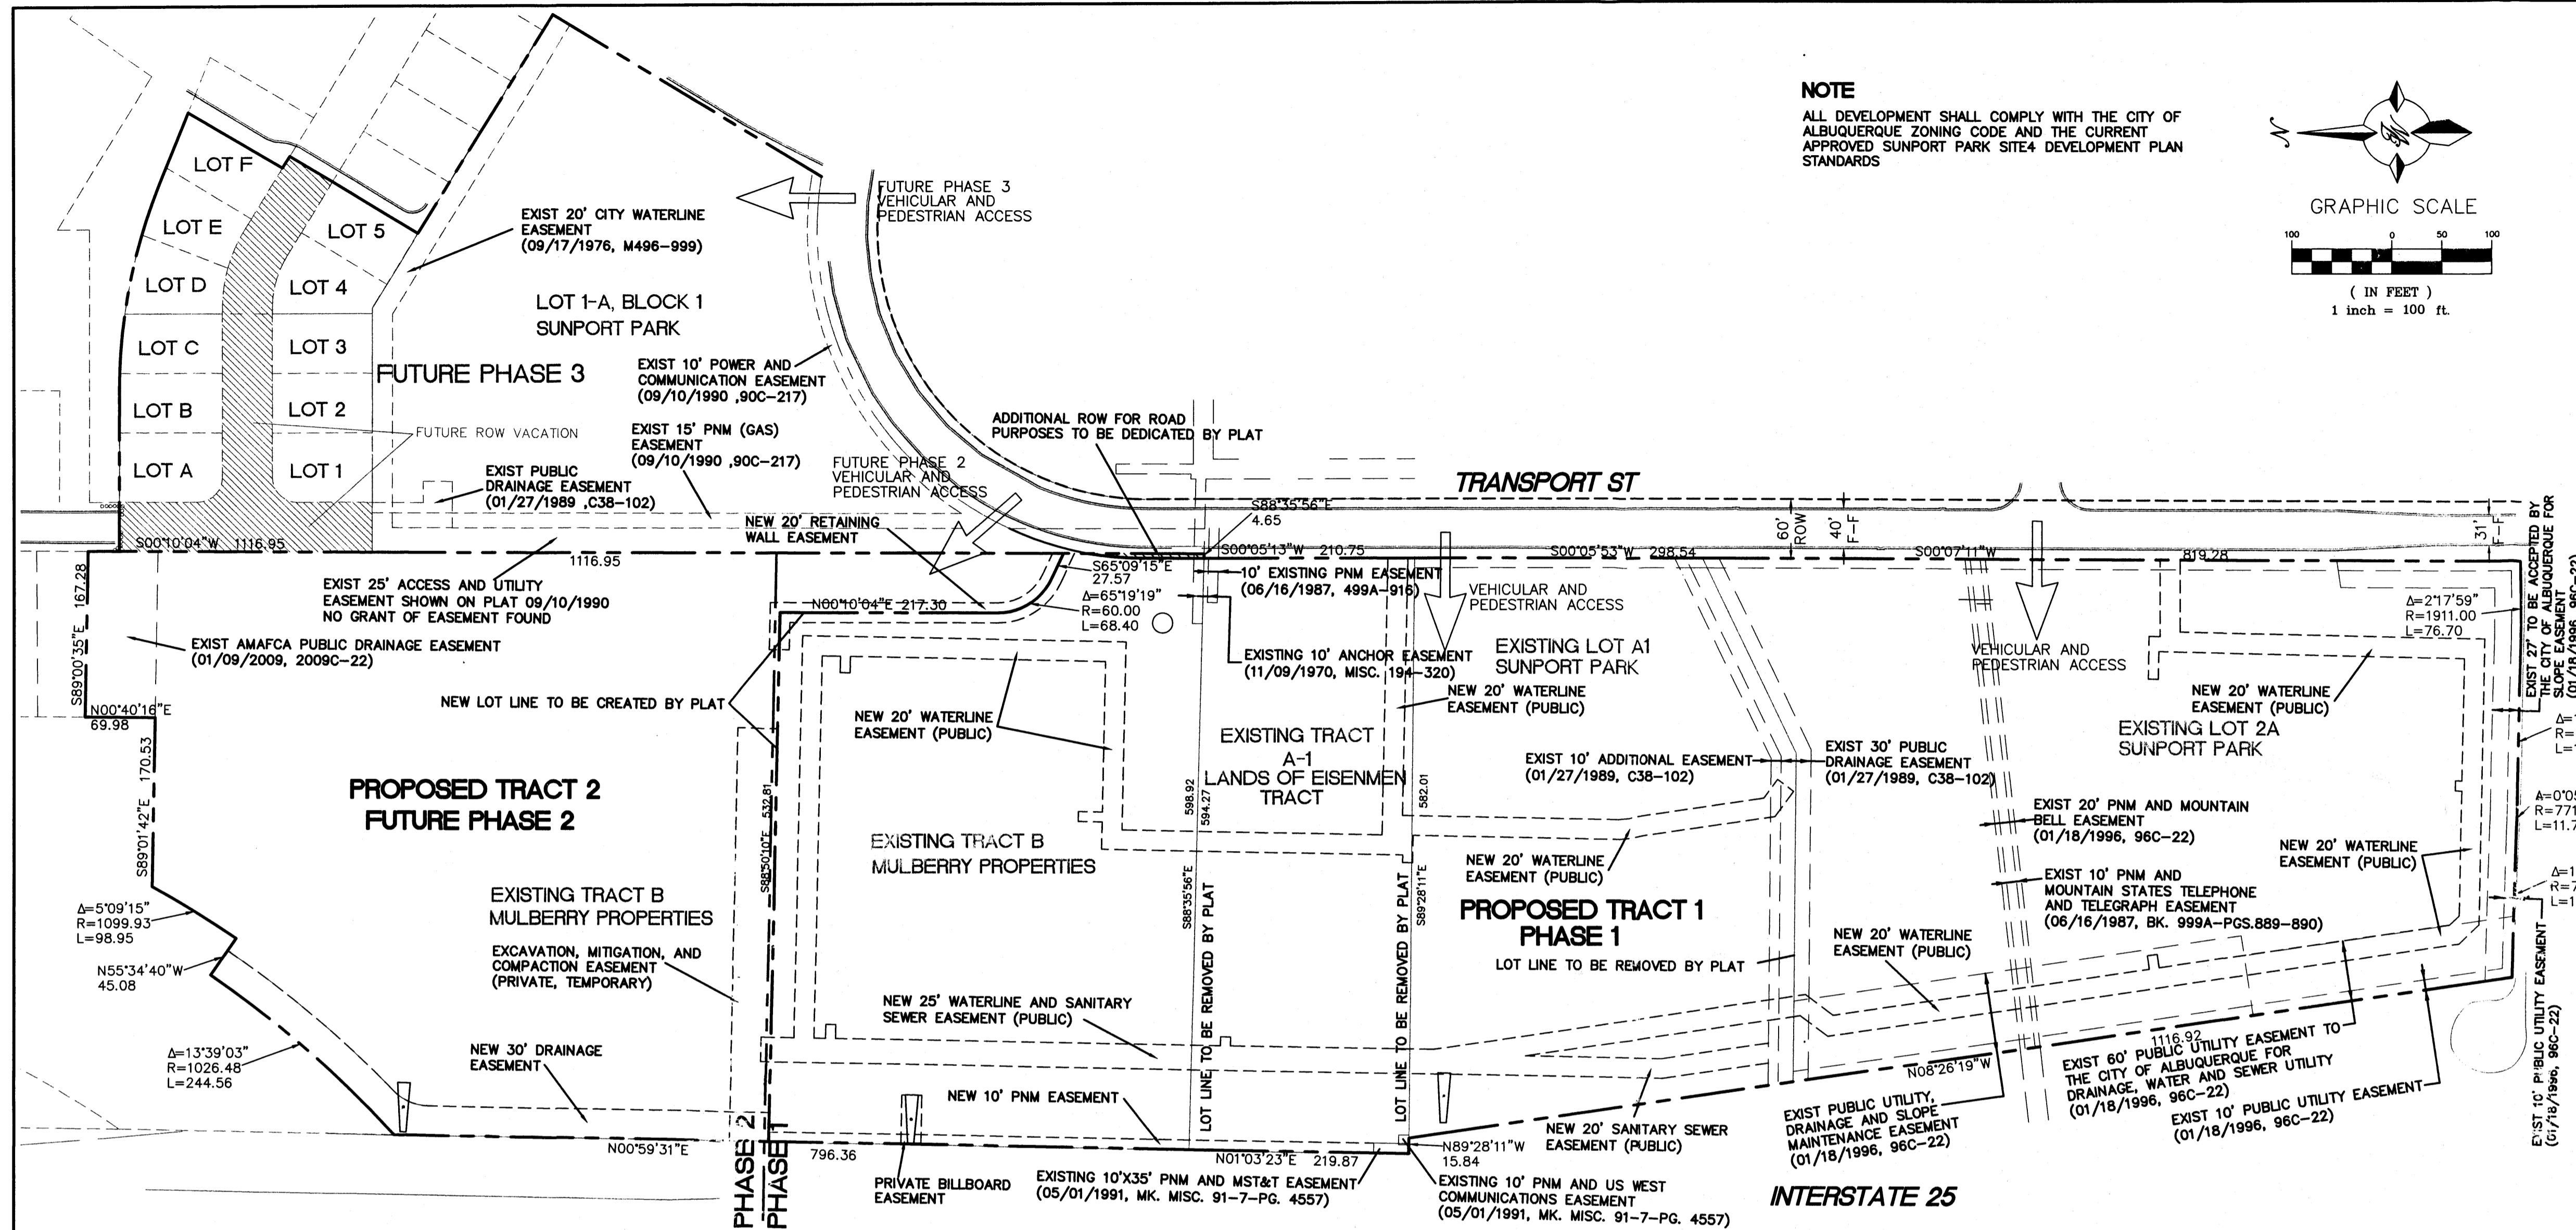 NOTE
ALL DEVELOPMENT SHALL COMPLY WITH THE CITY OF
ALBUQUERQUE ZONING CODE AND THE CURRENT
APPROVED SUNPORT PARK SITE4 DEVELOPMENT PLAN
STANDARDS
N
GRAPHIC SCALE
100 0 50 100
( IN FEET )
1 inch = 100 ft.
LOT F
LOT E
LOT D
LOT C
LOT B
LOT A
LOT 5
LOT 4
LOT 3
LOT 2
LOT 1
EXIST 20' CITY WATERLINE
EASEMENT
(09/17/1976, M496-999)
FUTURE PHASE 3
VEHICULAR AND
PEDESTRIAN ACCESS
LOT 1-A, BLOCK 1
SUNPORT PARK
FUTURE PHASE 3
EXIST 10' POWER AND
COMMUNICATION EASEMENT
(09/10/1990 ,90C-217)
FUTURE ROW VACATION
EXIST 15' PNM (GAS)
EASEMENT
(09/10/1990 ,90C-217)
ADDITIONAL ROW FOR ROAD
PURPOSES TO BE DEDICATED BY PLAT
EXIST PUBLIC
DRAINAGE EASEMENT
(01/27/1989 ,C38-102)
FUTURE PHASE 2
VEHICULAR AND
PEDESTRIAN ACCESS
NEW 20' RETAINING
WALL EASEMENT
TRANSPORT ST
S88°35'56"E
4.65
60'
ROW
40'
F-F
31'
F-F
S00°10'04"W 1116.95
1116.95
S00°05'13"W 210.75
S00°05'53"W 298.54
S00°07'11"W
819.28
S89°00'35"E 167.28
EXIST 25' ACCESS AND UTILITY
EASEMENT SHOWN ON PLAT 09/10/1990
NO GRANT OF EASEMENT FOUND
EXIST AMAFCA PUBLIC DRAINAGE EASEMENT
(01/09/2009, 2009C-22)
N00°10'04"E 217.30
S65°09'15"E
27.57
Δ=65°19'19"
R=60.00
L=68.40
10' EXISTING PNM EASEMENT
(06/16/1987, 499A-916)
VEHICULAR AND
PEDESTRIAN ACCESS
EXISTING 10' ANCHOR EASEMENT
(11/09/1970, MISC. 194-320)
EXISTING LOT A1
SUNPORT PARK
NEW 20' WATERLINE
EASEMENT (PUBLIC)
VEHICULAR AND
PEDESTRIAN ACCESS
Δ=2°17'59"
R=1911.00
L=76.70
EXIST 27' TO BE ACCEPTED BY
THE CITY OF ALBUQUERQUE FOR
SLOPE EASEMENT
(01/18/1996, 96C-22)
N00°40'16"E
69.98
NEW LOT LINE TO BE CREATED BY PLAT
NEW 20' WATERLINE
EASEMENT (PUBLIC)
NEW 20' WATERLINE
EASEMENT (PUBLIC)
EXISTING LOT 2A
SUNPORT PARK
EXISTING TRACT
A-1
LANDS OF EISENMEN
TRACT
EXIST 10' ADDITIONAL EASEMENT
(01/27/1989, C38-102)
EXIST 30' PUBLIC
DRAINAGE EASEMENT
(01/27/1989, C38-102)
S89°01'42"E 170.53
PROPOSED TRACT 2
FUTURE PHASE 2
S88°50'10"E 532.81
598.92
594.27
582.01
EXIST 20' PNM AND MOUNTAIN
BELL EASEMENT
(01/18/1996, 96C-22)
EXISTING TRACT B
MULBERRY PROPERTIES
NEW 20' WATERLINE
EASEMENT (PUBLIC)
NEW 20' WATERLINE
EASEMENT (PUBLIC)
EXIST 10' PNM AND
MOUNTAIN STATES TELEPHONE
AND TELEGRAPH EASEMENT
(06/16/1987, BK. 999A-PGS.889-890)
EXISTING TRACT B
MULBERRY PROPERTIES
S88°35'56"E
LOT LINE TO BE REMOVED BY PLAT
LOT LINE TO BE REMOVED BY PLAT
S89°28'11"E
PROPOSED TRACT 1
PHASE 1
LOT LINE TO BE REMOVED BY PLAT
NEW 20' WATERLINE
EASEMENT (PUBLIC)
Δ=5°09'15"
R=1099.93
L=98.95
N55°34'40"W
45.08
EXCAVATION, MITIGATION, AND
COMPACTION EASEMENT
(PRIVATE, TEMPORARY)
NEW 25' WATERLINE AND SANITARY
SEWER EASEMENT (PUBLIC)
Δ=13°39'03"
R=1026.48
L=244.56
NEW 30' DRAINAGE
EASEMENT
NEW 10' PNM EASEMENT
1116.92
N08°26'19"W
EXIST 60' PUBLIC UTILITY EASEMENT TO
THE CITY OF ALBUQUERQUE FOR
DRAINAGE, WATER AND SEWER UTILITY
(01/18/1996, 96C-22)
EXIST 10' PUBLIC UTILITY EASEMENT
(01/18/1996, 96C-22)
EXIST 10' PUBLIC UTILITY EASEMENT
(01/18/1996, 96C-22)
EXIST PUBLIC UTILITY,
DRAINAGE AND SLOPE
MAINTENANCE EASEMENT
(01/18/1996, 96C-22)
NEW 20' SANITARY SEWER
EASEMENT (PUBLIC)
N00°59'31"E
PHASE 2
PHASE 1
796.36
N01°03'23"E 219.87
N89°28'11"W
15.84
PRIVATE BILLBOARD
EASEMENT
EXISTING 10'X35' PNM AND MST&T EASEMENT
(05/01/1991, MK. MISC. 91-7-PG. 4557)
EXISTING 10' PNM AND US WEST
COMMUNICATIONS EASEMENT
(05/01/1991, MK. MISC. 91-7-PG. 4557)
INTERSTATE 25